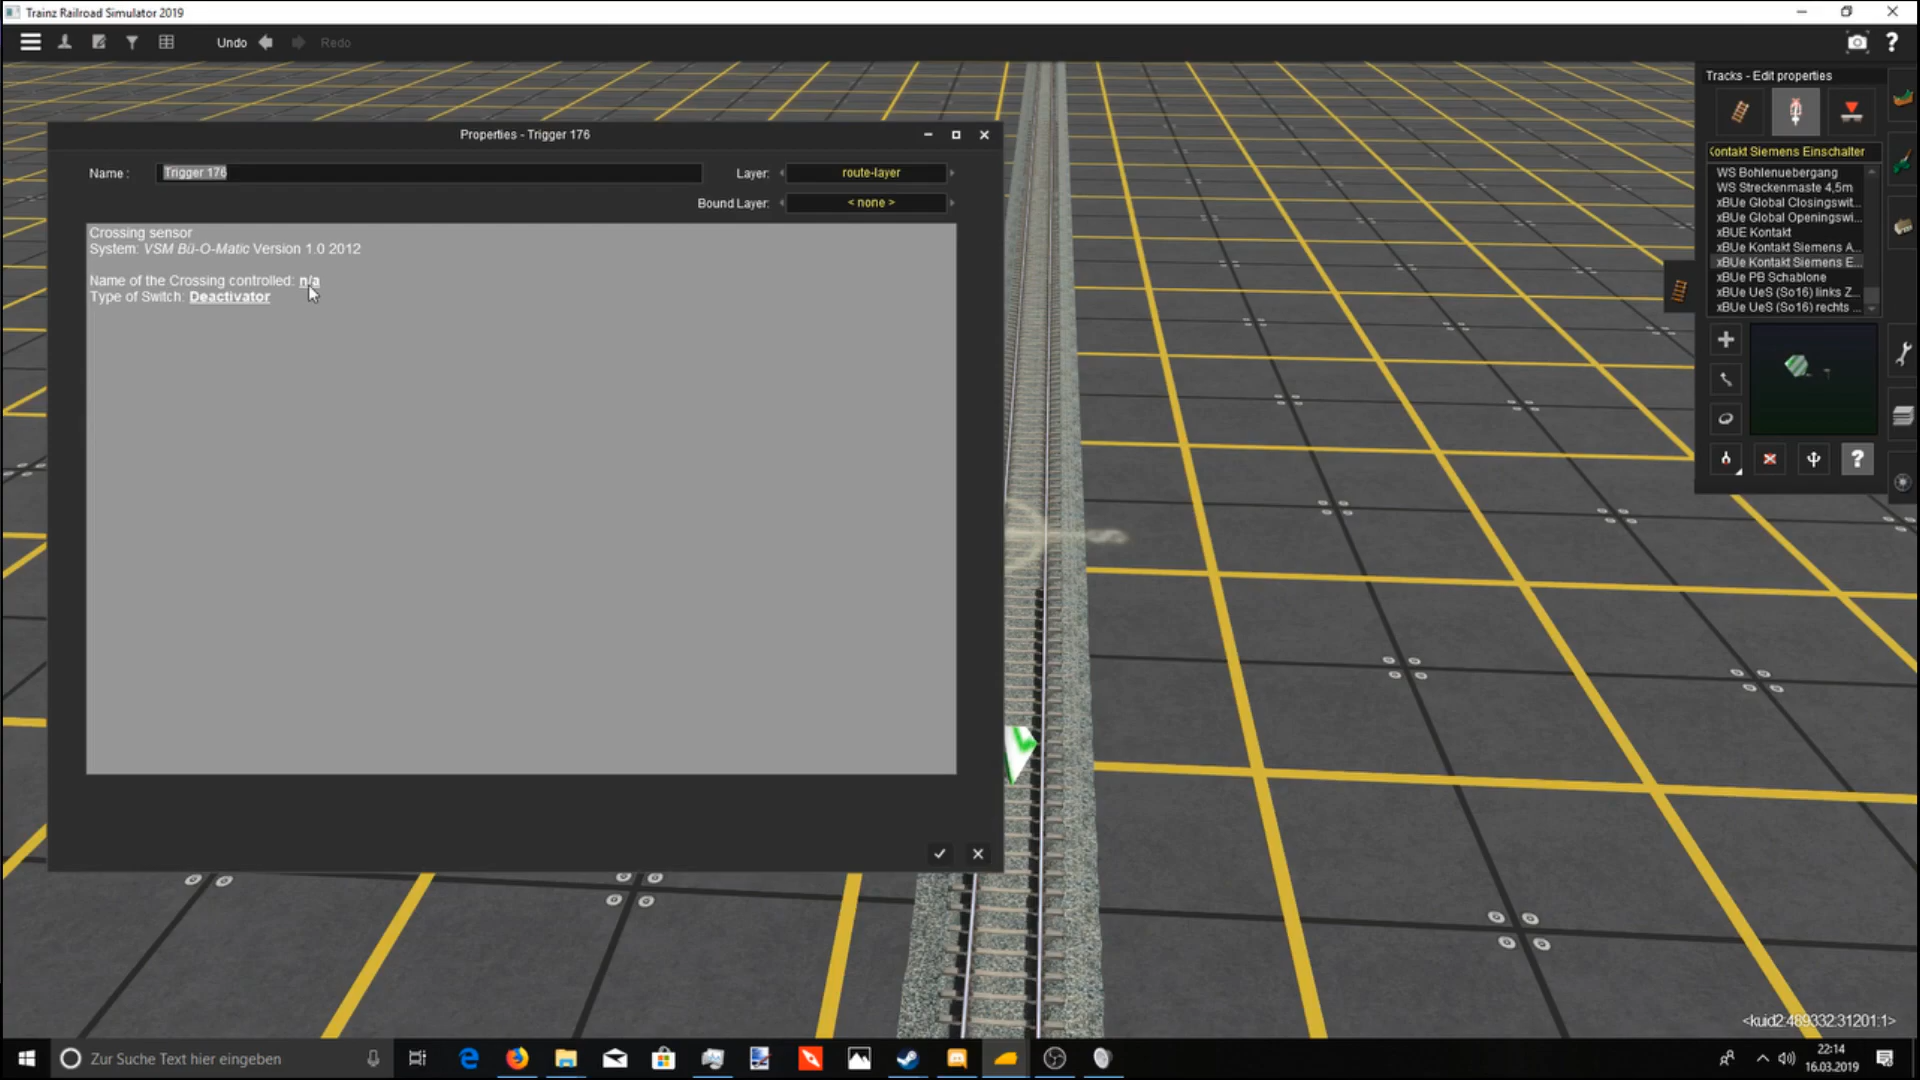 Trainz Railroad Simulator 2019
Undo
Redo
Tracks - Edit properties
Kontakt Siemens Einschalter
WS Bohlenuebergang
WS Streckenmaste 4,5m
xBUe Global Closingswit...
xBUe Global Openingswi...
xBUE Kontakt
xBUe Kontakt Siemens A...
xBUe Kontakt Siemens E...
xBUe PB Schablone
xBUe UeS (So16) links Z...
xBUe UeS (So16) rechts ...
Properties - Trigger 176
Name :
Trigger 176
Layer:
route-layer
Bound Layer:
< none >
Crossing sensor
System: VSM Bü-O-Matic Version 1.0 2012
Name of the Crossing controlled: n/a
Type of Switch: Deactivator
<kuid2:489332:31201:1>
Zur Suche Text hier eingeben
22:14
16.03.2019